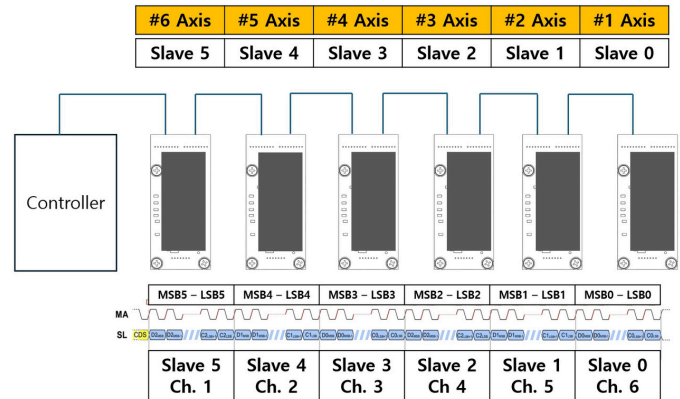 #6 Axis #5 Axis #4 Axis #3 Axis #2 Axis #1 Axis
Slave 5 Slave 4 Slave 3 Slave 2 Slave 1 Slave 0
Controller
MSB5 – LSB5 MSB4 – LSB4 MSB3 – LSB3 MSB2 – LSB2 MSB1 – LSB1 MSB0 – LSB0
MA
SL CDS
Slave 5 Slave 4 Slave 3 Slave 2 Slave 1 Slave 0
Ch. 1 Ch. 2 Ch. 3 Ch 4 Ch. 5 Ch. 6